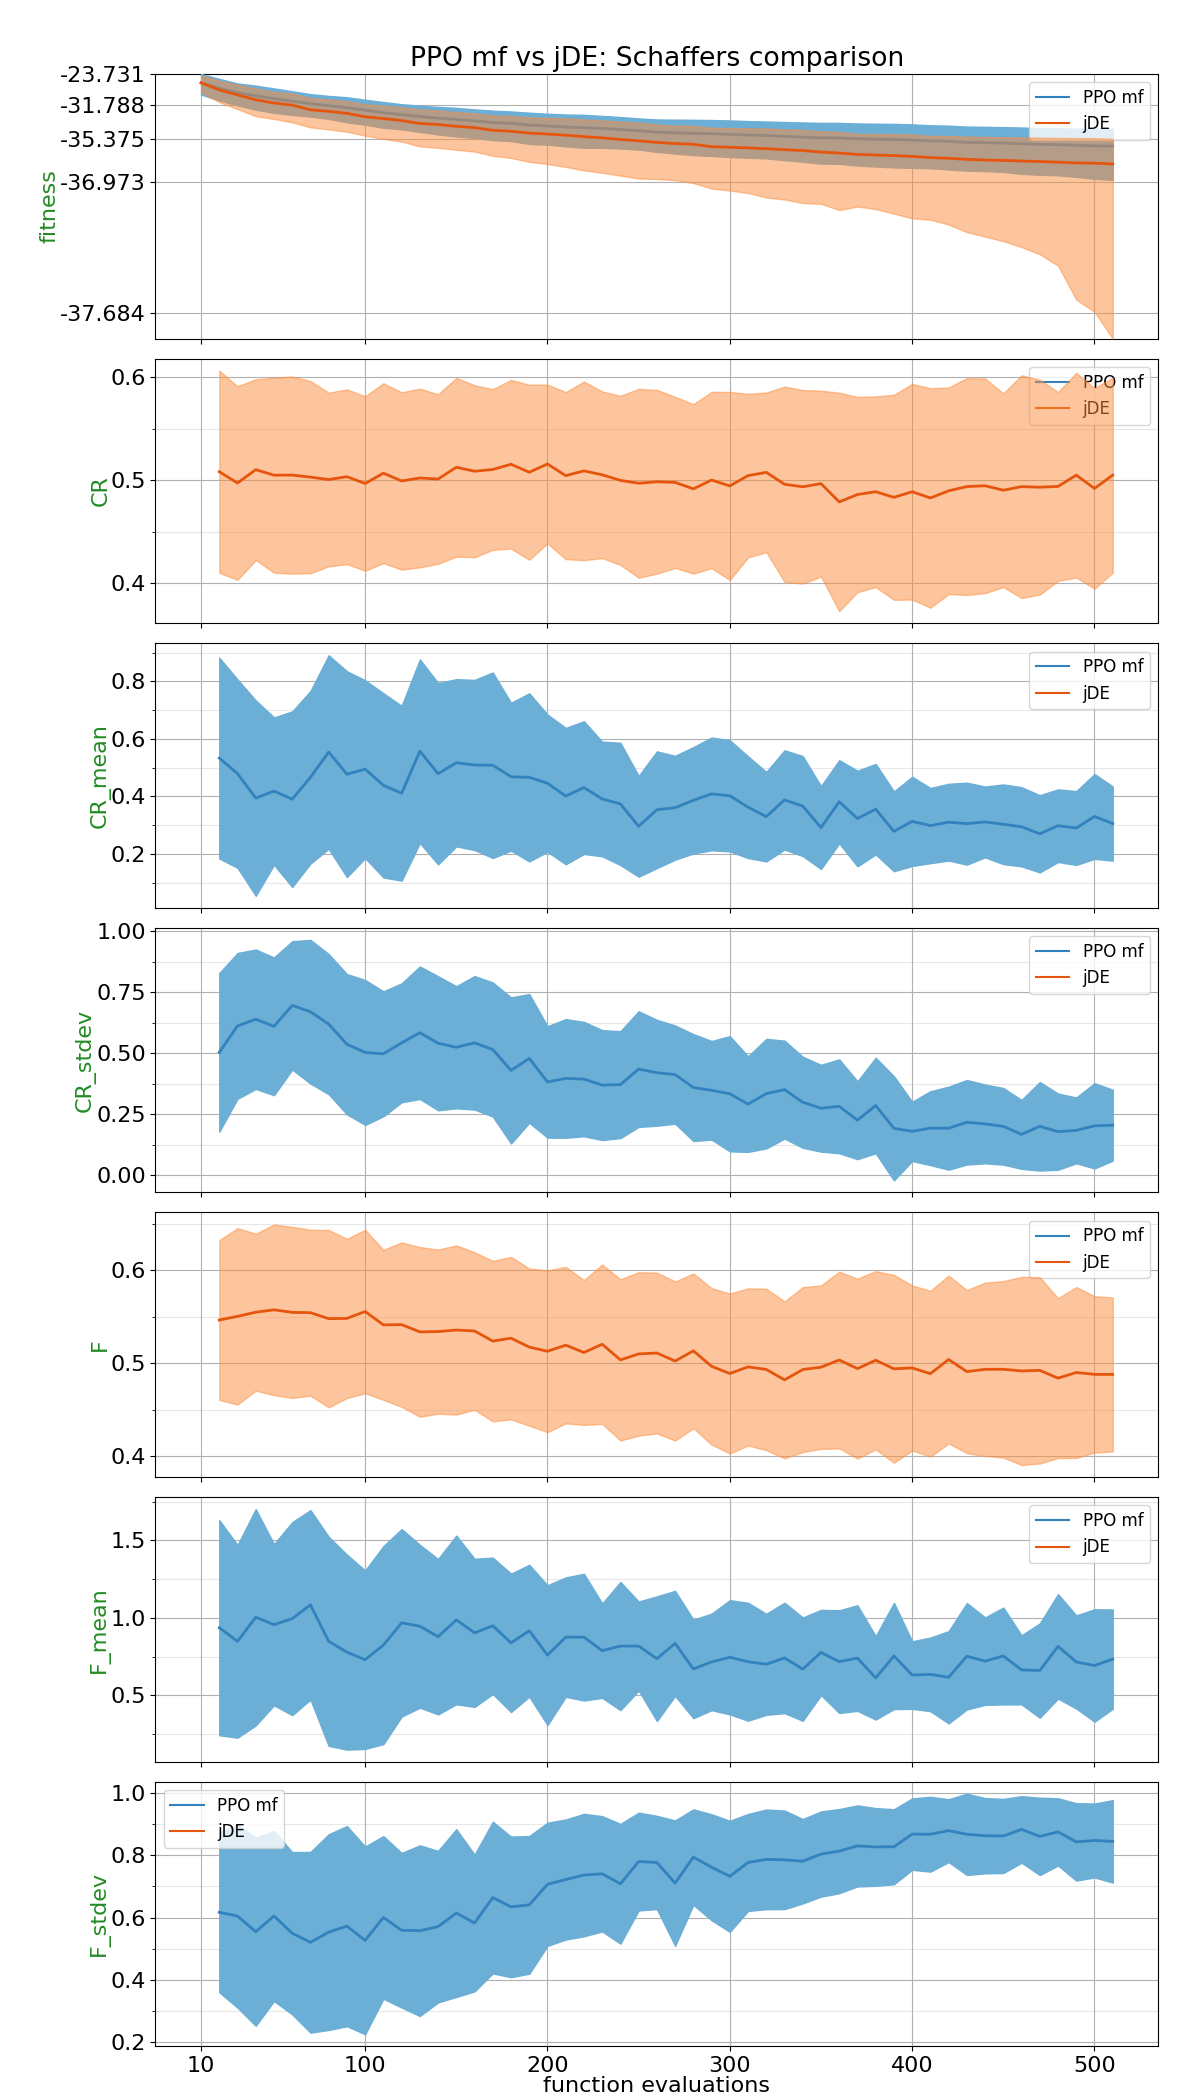 PPO mf vs jDE: Schaffers comparison
-23.731
-31.788
-35.375
-36.973
-37.684
fitness
PPO mf
jDE
0.6
0.5
0.4
CR
PPO mf
jDE
0.8
0.6
0.4
0.2
CR_mean
PPO mf
jDE
1.00
0.75
0.50
0.25
0.00
CR_stdev
PPO mf
jDE
0.6
0.5
0.4
F
PPO mf
jDE
1.5
1.0
0.5
F_mean
PPO mf
jDE
1.0
0.8
0.6
0.4
0.2
F_stdev
PPO mf
jDE
10 100 200 300 400 500
function evaluations